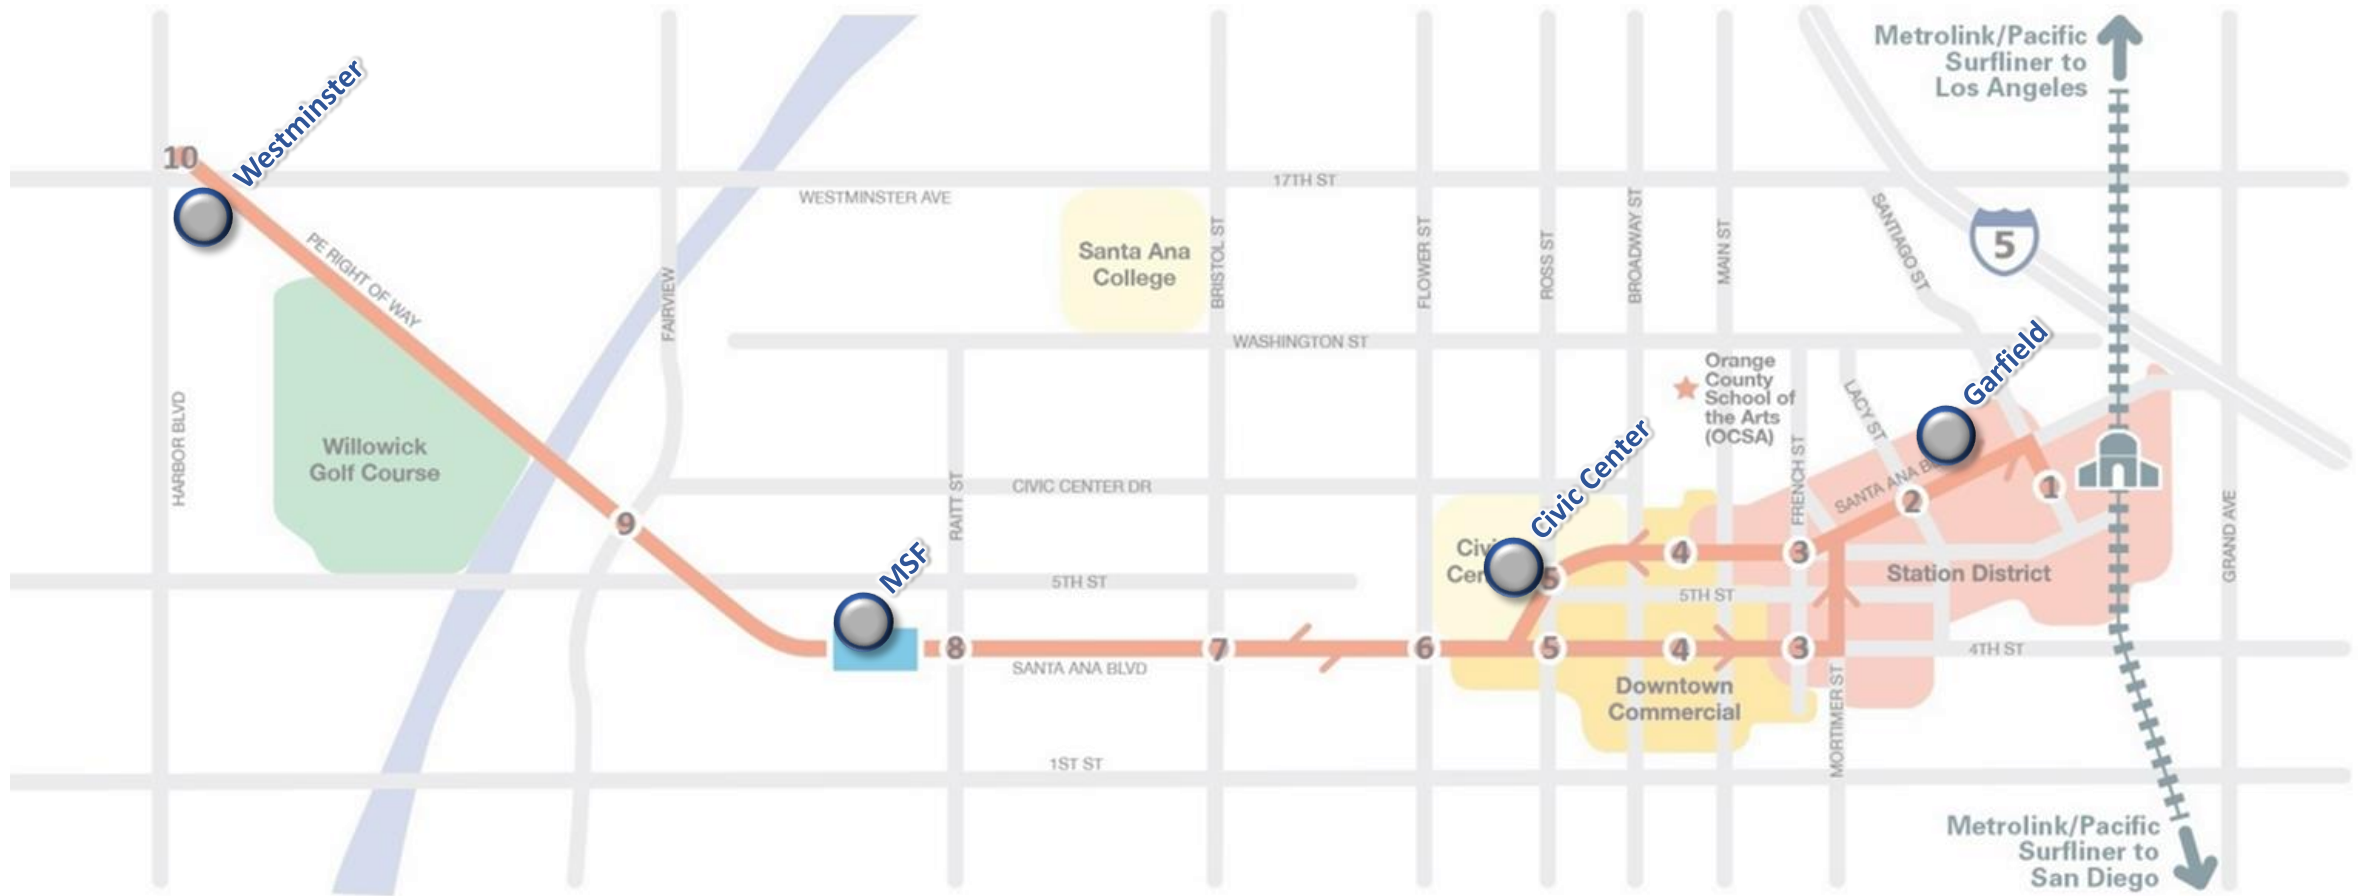 Metrolink/Pacific
Surfliner to
Los Angeles
Westminster
10
17TH ST
WESTMINSTER AVE
PE RIGHT OF WAY
Santa Ana
College
BRISTOL ST
FLOWER ST
ROSS ST
BROADWAY ST
MAIN ST
SANTIAGO ST
5
FAIRVIEW
WASHINGTON ST
Orange
County
School of
the Arts
(OCSA)
Garfield
HARBOR BLVD
Willowick
Golf Course
LACY ST
FRENCH ST
Civic Center
CIVIC CENTER DR
RAITT ST
SANTA ANA
1
2
GRAND AVE
9
MSF
4
3
5
5TH ST
5TH ST
Station District
8
7
6
5
4
3
4TH ST
SANTA ANA BLVD
Downtown
Commercial
MORTIMER ST
1ST ST
Metrolink/Pacific
Surfliner to
San Diego